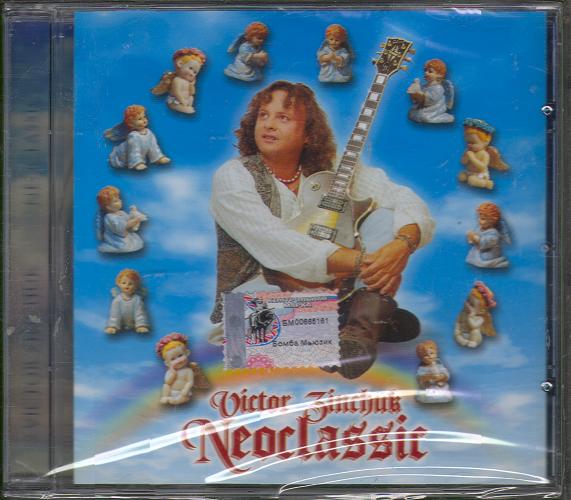 БМ00665161
Бомба Мьюзик
Victor Zinchuk
Neoclassic